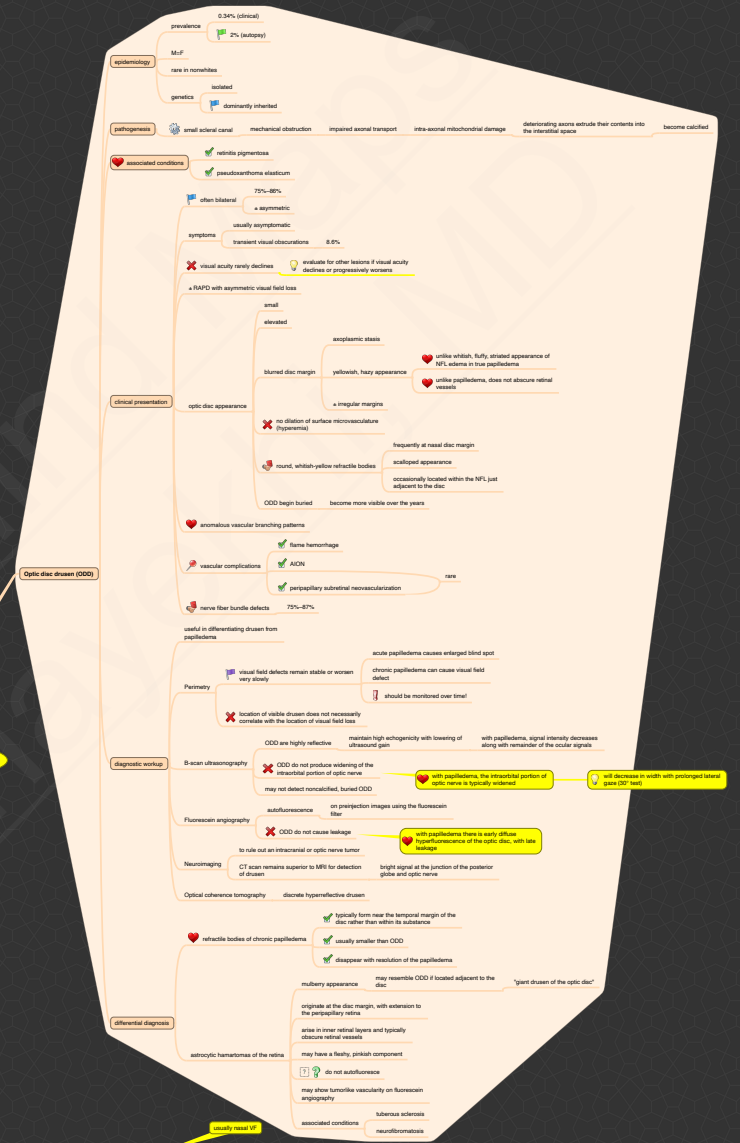 0.34% (clinical)
prevalence
2% (autopsy)
epidemiology
M=F
rare in nonwhites
isolated
genetics
dominantly inherited
pathogenesis
small scleral canal
mechanical obstruction
impaired axonal transport
intra-axonal mitochondrial damage
deteriorating axons extrude their contents into
the interstitial space
become calcified
associated conditions
retinitis pigmentosa
pseudoxanthoma elasticum
often bilateral
75%–86%
± asymmetric
symptoms
usually asymptomatic
transient visual obscurations
8.6%
visual acuity rarely declines
evaluate for other lesions if visual acuity
declines or progressively worsens
± RAPD with asymmetric visual field loss
clinical presentation
optic disc appearance
small
elevated
blurred disc margin
axoplasmic stasis
yellowish, hazy appearance
unlike whitish, fluffy, striated appearance of
NFL edema in true papilledema
unlike papilledema, does not abscure retinal
vessels
± irregular margins
no dilation of surface microvasculature
(hyperemia)
round, whitish-yellow refractile bodies
frequently at nasal disc margin
scalloped appearance
occasionally located within the NFL just
adjacent to the disc
ODD begin buried
become more visible over the years
anomalous vascular branching patterns
vascular complications
flame hemorrhage
AION
peripapillary subretinal neovascularization
rare
nerve fiber bundle defects
75%–87%
Optic disc drusen (ODD)
useful in differentiating drusen from
papilledema
Perimetry
visual field defects remain stable or worsen
very slowly
acute papilledema causes enlarged blind spot
chronic papilledema can cause visual field
defect
should be monitored over time!
location of visible drusen does not necessarily
correlate with the location of visual field loss
diagnostic workup
B-scan ultrasonography
ODD are highly reflective
maintain high echogenicity with lowering of
ultrasound gain
with papilledema, signal intensity decreases
along with remainder of the ocular signals
ODD do not produce widening of the
intraorbital portion of optic nerve
with papilledema, the intraorbital portion of
optic nerve is typically widened
will decrease in width with prolonged lateral
gaze (30° test)
may not detect noncalcified, buried ODD
Fluorescein angiography
autofluorescence
on preinjection images using the fluorescein
filter
ODD do not cause leakage
with papilledema there is early diffuse
hyperfluorescence of the optic disc, with late
leakage
Neuroimaging
to rule out an intracranial or optic nerve tumor
CT scan remains superior to MRI for detection
of drusen
bright signal at the junction of the posterior
globe and optic nerve
Optical coherence tomography
discrete hyperreflective drusen
differential diagnosis
refractile bodies of chronic papilledema
typically form near the temporal margin of the
disc rather than within its substance
usually smaller than ODD
disappear with resolution of the papilledema
astrocytic hamartomas of the retina
mulberry appearance
may resemble ODD if located adjacent to the
disc
"giant drusen of the optic disc"
originate at the disc margin, with extension to
the peripapillary retina
arise in inner retinal layers and typically
obscure retinal vessels
may have a fleshy, pinkish component
do not autofluoresce
may show tumorlike vascularity on fluorescein
angiography
associated conditions
tuberous sclerosis
neurofibromatosis
usually nasal VF